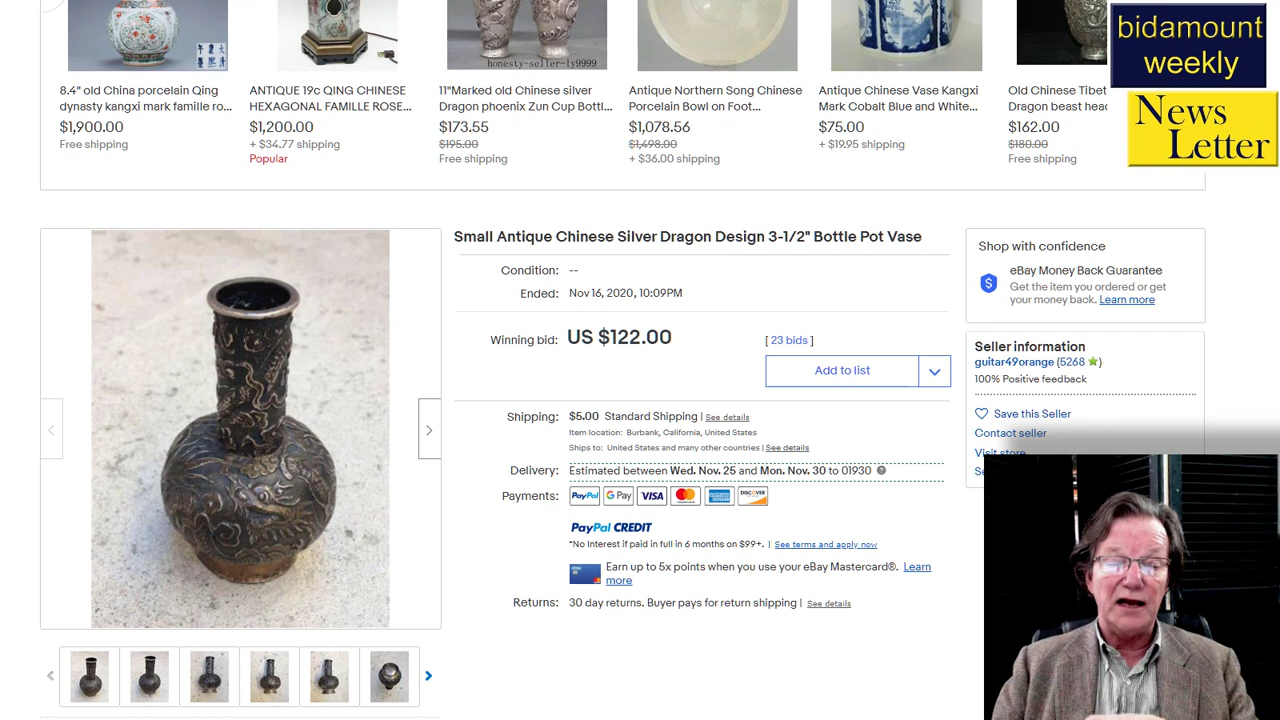 bidamount
weekly
News
Letter
honesty-seller-ly9999
8.4" old China porcelain Qing
dynasty kangxi mark famille ro...
$1,900.00
Free shipping
ANTIQUE 19c QING CHINESE
HEXAGONAL FAMILLE ROSE...
$1,200.00
+ $34.77 shipping
Popular
11"Marked old Chinese silver
Dragon phoenix Zun Cup Bottl...
$173.55
$195.00
Free shipping
Antique Northern Song Chinese
Porcelain Bowl on Foot...
$1,078.56
$1,498.00
+ $36.00 shipping
Antique Chinese Vase Kangxi
Mark Cobalt Blue and White...
$75.00
+ $19.95 shipping
Old Chinese Tibet
Dragon beast head
$162.00
$180.00
Free shipping
Small Antique Chinese Silver Dragon Design 3-1/2" Bottle Pot Vase
Condition: --
Ended: Nov 16, 2020, 10:09PM
Winning bid: US $122.00 [ 23 bids ]
Add to list
Shipping: $5.00 Standard Shipping | See details
Item location: Burbank, California, United States
Ships to: United States and many other countries | See details
Delivery: Estimated between Wed. Nov. 25 and Mon. Nov. 30 to 01930
Payments: PayPal G Pay VISA DISCOVER
PayPal CREDIT
*No Interest if paid in full in 6 months on $99+. | See terms and apply now
Earn up to 5x points when you use your eBay Mastercard®. Learn
more
Returns: 30 day returns. Buyer pays for return shipping | See details
Shop with confidence
eBay Money Back Guarantee
Get the item you ordered or get
your money back. Learn more
Seller information
guitar49orange (5268)
100% Positive feedback
Save this Seller
Contact seller
Visit store